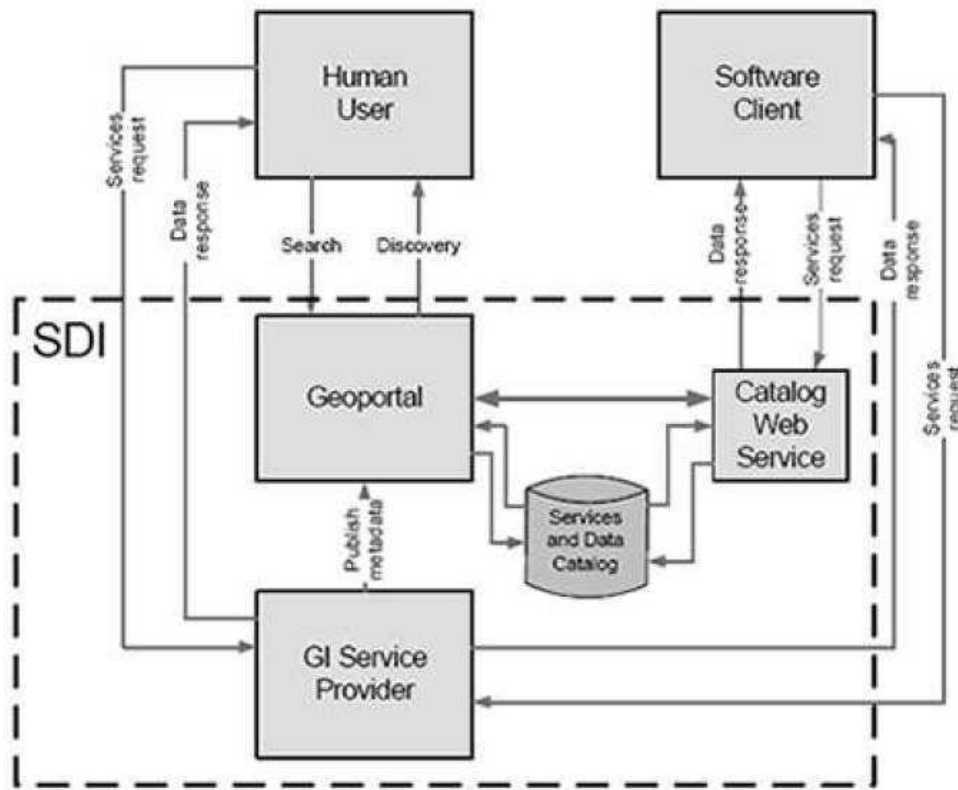 Human
User
Software
Client
Services
request
Data
response
Search
Discovery
Data
response
Services
request
Data
response
SDI
Geoportal
Catalog
Web
Service
Services
request
Services
and Data
Catalog
Publish
metadata
GI Service
Provider